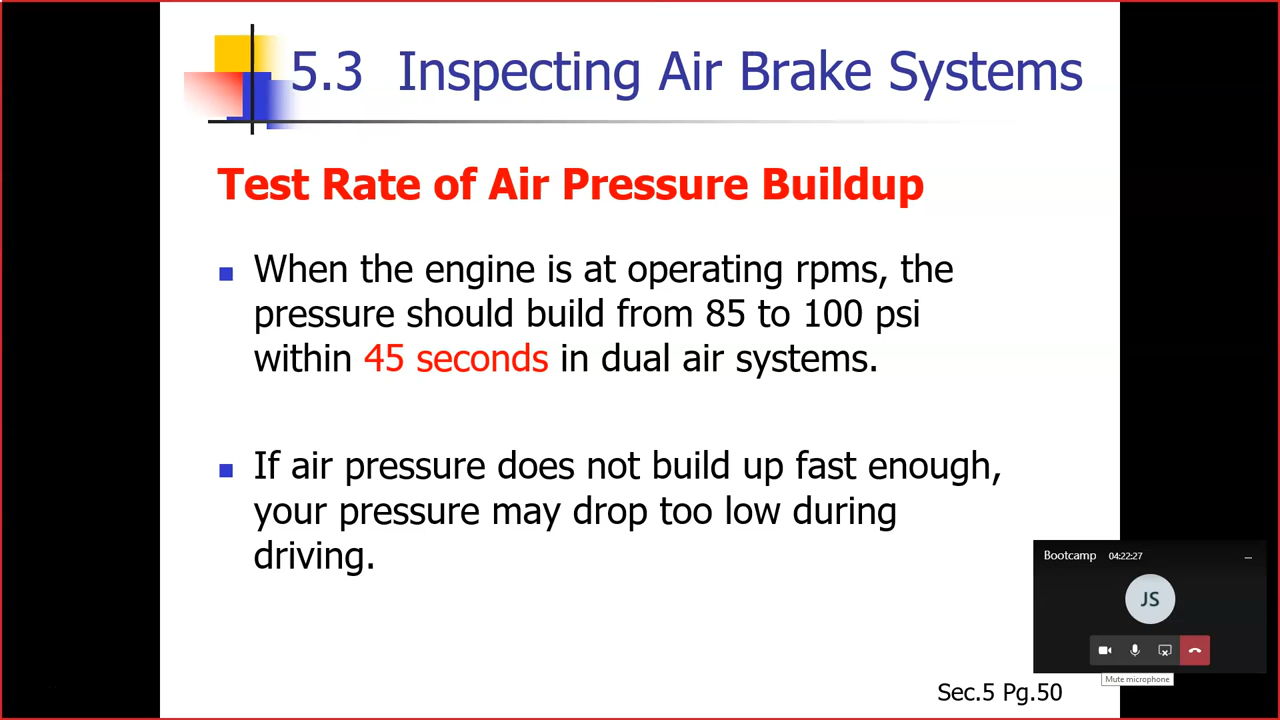 5.3 Inspecting Air Brake Systems
Test Rate of Air Pressure Buildup
When the engine is at operating rpms, the
pressure should build from 85 to 100 psi
within 45 seconds in dual air systems.
If air pressure does not build up fast enough,
your pressure may drop too low during
driving.
Bootcamp 04:22:27
JS
Mute microphone
Sec.5 Pg.50